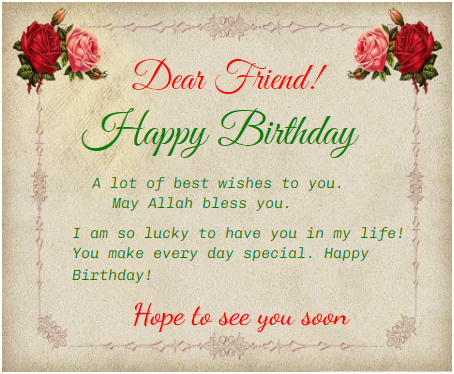 Dear Friend!
Happy Birthday
A lot of best wishes to you.
May Allah bless you.
I am so lucky to have you in my life!
You make every day special. Happy
Birthday!
Hope to see you soon